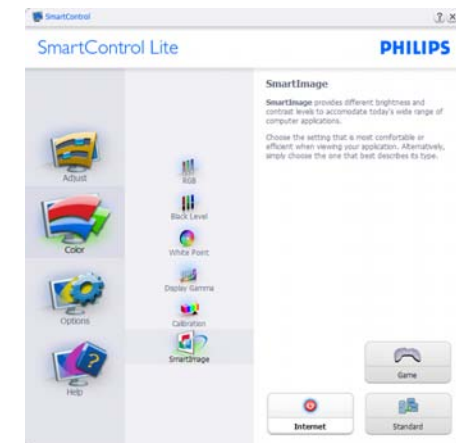 SmartControl
SmartControl Lite
PHILIPS
Adjust
Color
Options
Help
RGB
Black Level
White Point
Display Gamma
Calibration
SmartImage
SmartImage
SmartImage provides different brightness and
contrast levels to accomodate today's wide range of
computer applications.
Choose the setting that is most comfortable or
efficient when viewing your application. Alternatively,
simply choose the one that best describes its type.
Game
Internet
Standard